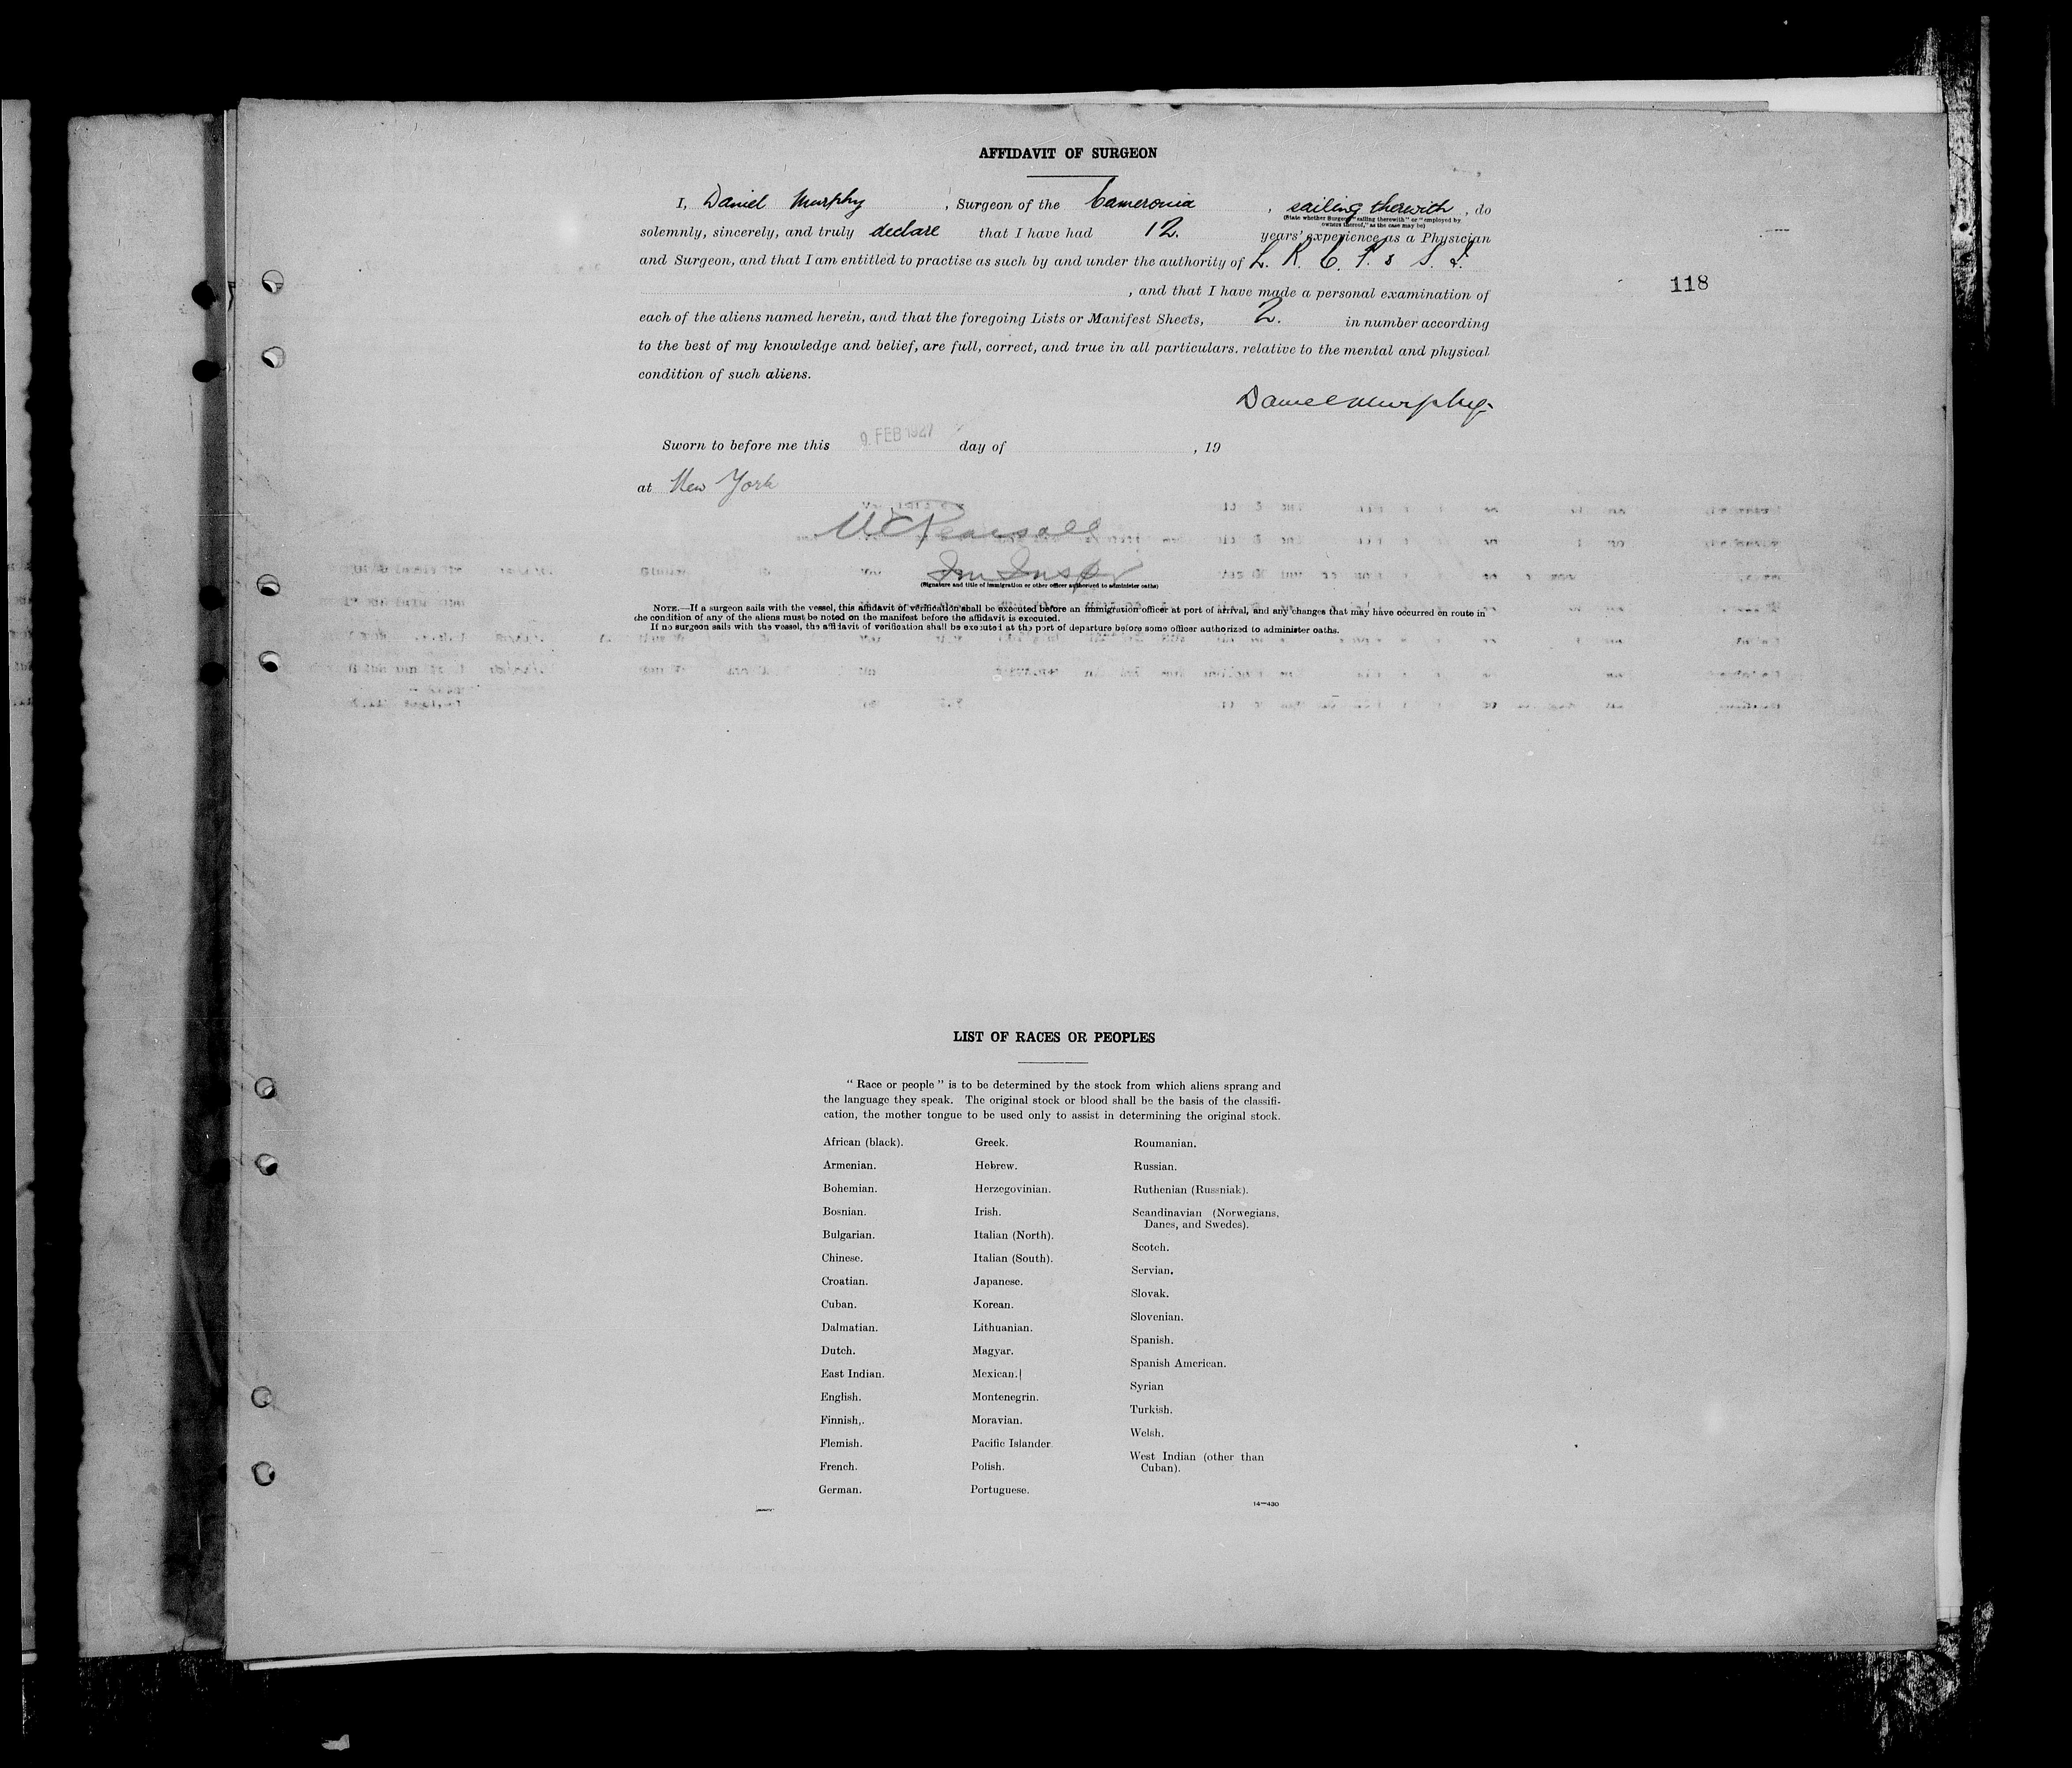 AFFIDAVIT OF SURGEON
I, Daniel Murphy , Surgeon of the Cameronia , sailing therewith , do
(State whether Surgeon "sailing therewith" or "employed by
owners thereof," as the case may be)
solemnly, sincerely, and truly declare that I have had 12. years' experience as a Physician
and Surgeon, and that I am entitled to practise as such by and under the authority of L. R. C. P. & S. I.
, and that I have made a personal examination of
118
each of the aliens named herein, and that the foregoing Lists or Manifest Sheets, 2. in number according
to the best of my knowledge and belief, are full, correct, and true in all particulars, relative to the mental and physical
condition of such aliens.
Daniel Murphy
Sworn to before me this 9 FEB 1927 day of , 19
at New York
Pearsall
Im Insp
(Signature and title of immigration or other officer authorized to administer oaths)
NOTE.—If a surgeon sails with the vessel, this affidavit of verification shall be executed before an immigration officer at port of arrival, and any changes that may have occurred en route in
the condition of any of the aliens must be noted on the manifest before the affidavit is executed.
If no surgeon sails with the vessel, the affidavit of verification shall be executed at the port of departure before some officer authorized to administer oaths.
LIST OF RACES OR PEOPLES
"Race or people" is to be determined by the stock from which aliens sprang and
the language they speak. The original stock or blood shall be the basis of the classifi-
cation, the mother tongue to be used only to assist in determining the original stock.
African (black).
Armenian.
Bohemian.
Bosnian.
Bulgarian.
Chinese.
Croatian.
Cuban.
Dalmatian.
Dutch.
East Indian.
English.
Finnish,.
Flemish.
French.
German.
Greek.
Hebrew.
Herzegovinian.
Irish.
Italian (North).
Italian (South).
Japanese.
Korean.
Lithuanian.
Magyar.
Mexican.
Montenegrin.
Moravian.
Pacific Islander
Polish.
Portuguese.
Roumanian.
Russian.
Ruthenian (Russniak).
Scandinavian (Norwegians,
Danes, and Swedes).
Scotch.
Servian.
Slovak.
Slovenian.
Spanish.
Spanish American.
Syrian
Turkish.
Welsh.
West Indian (other than
Cuban).
14—430